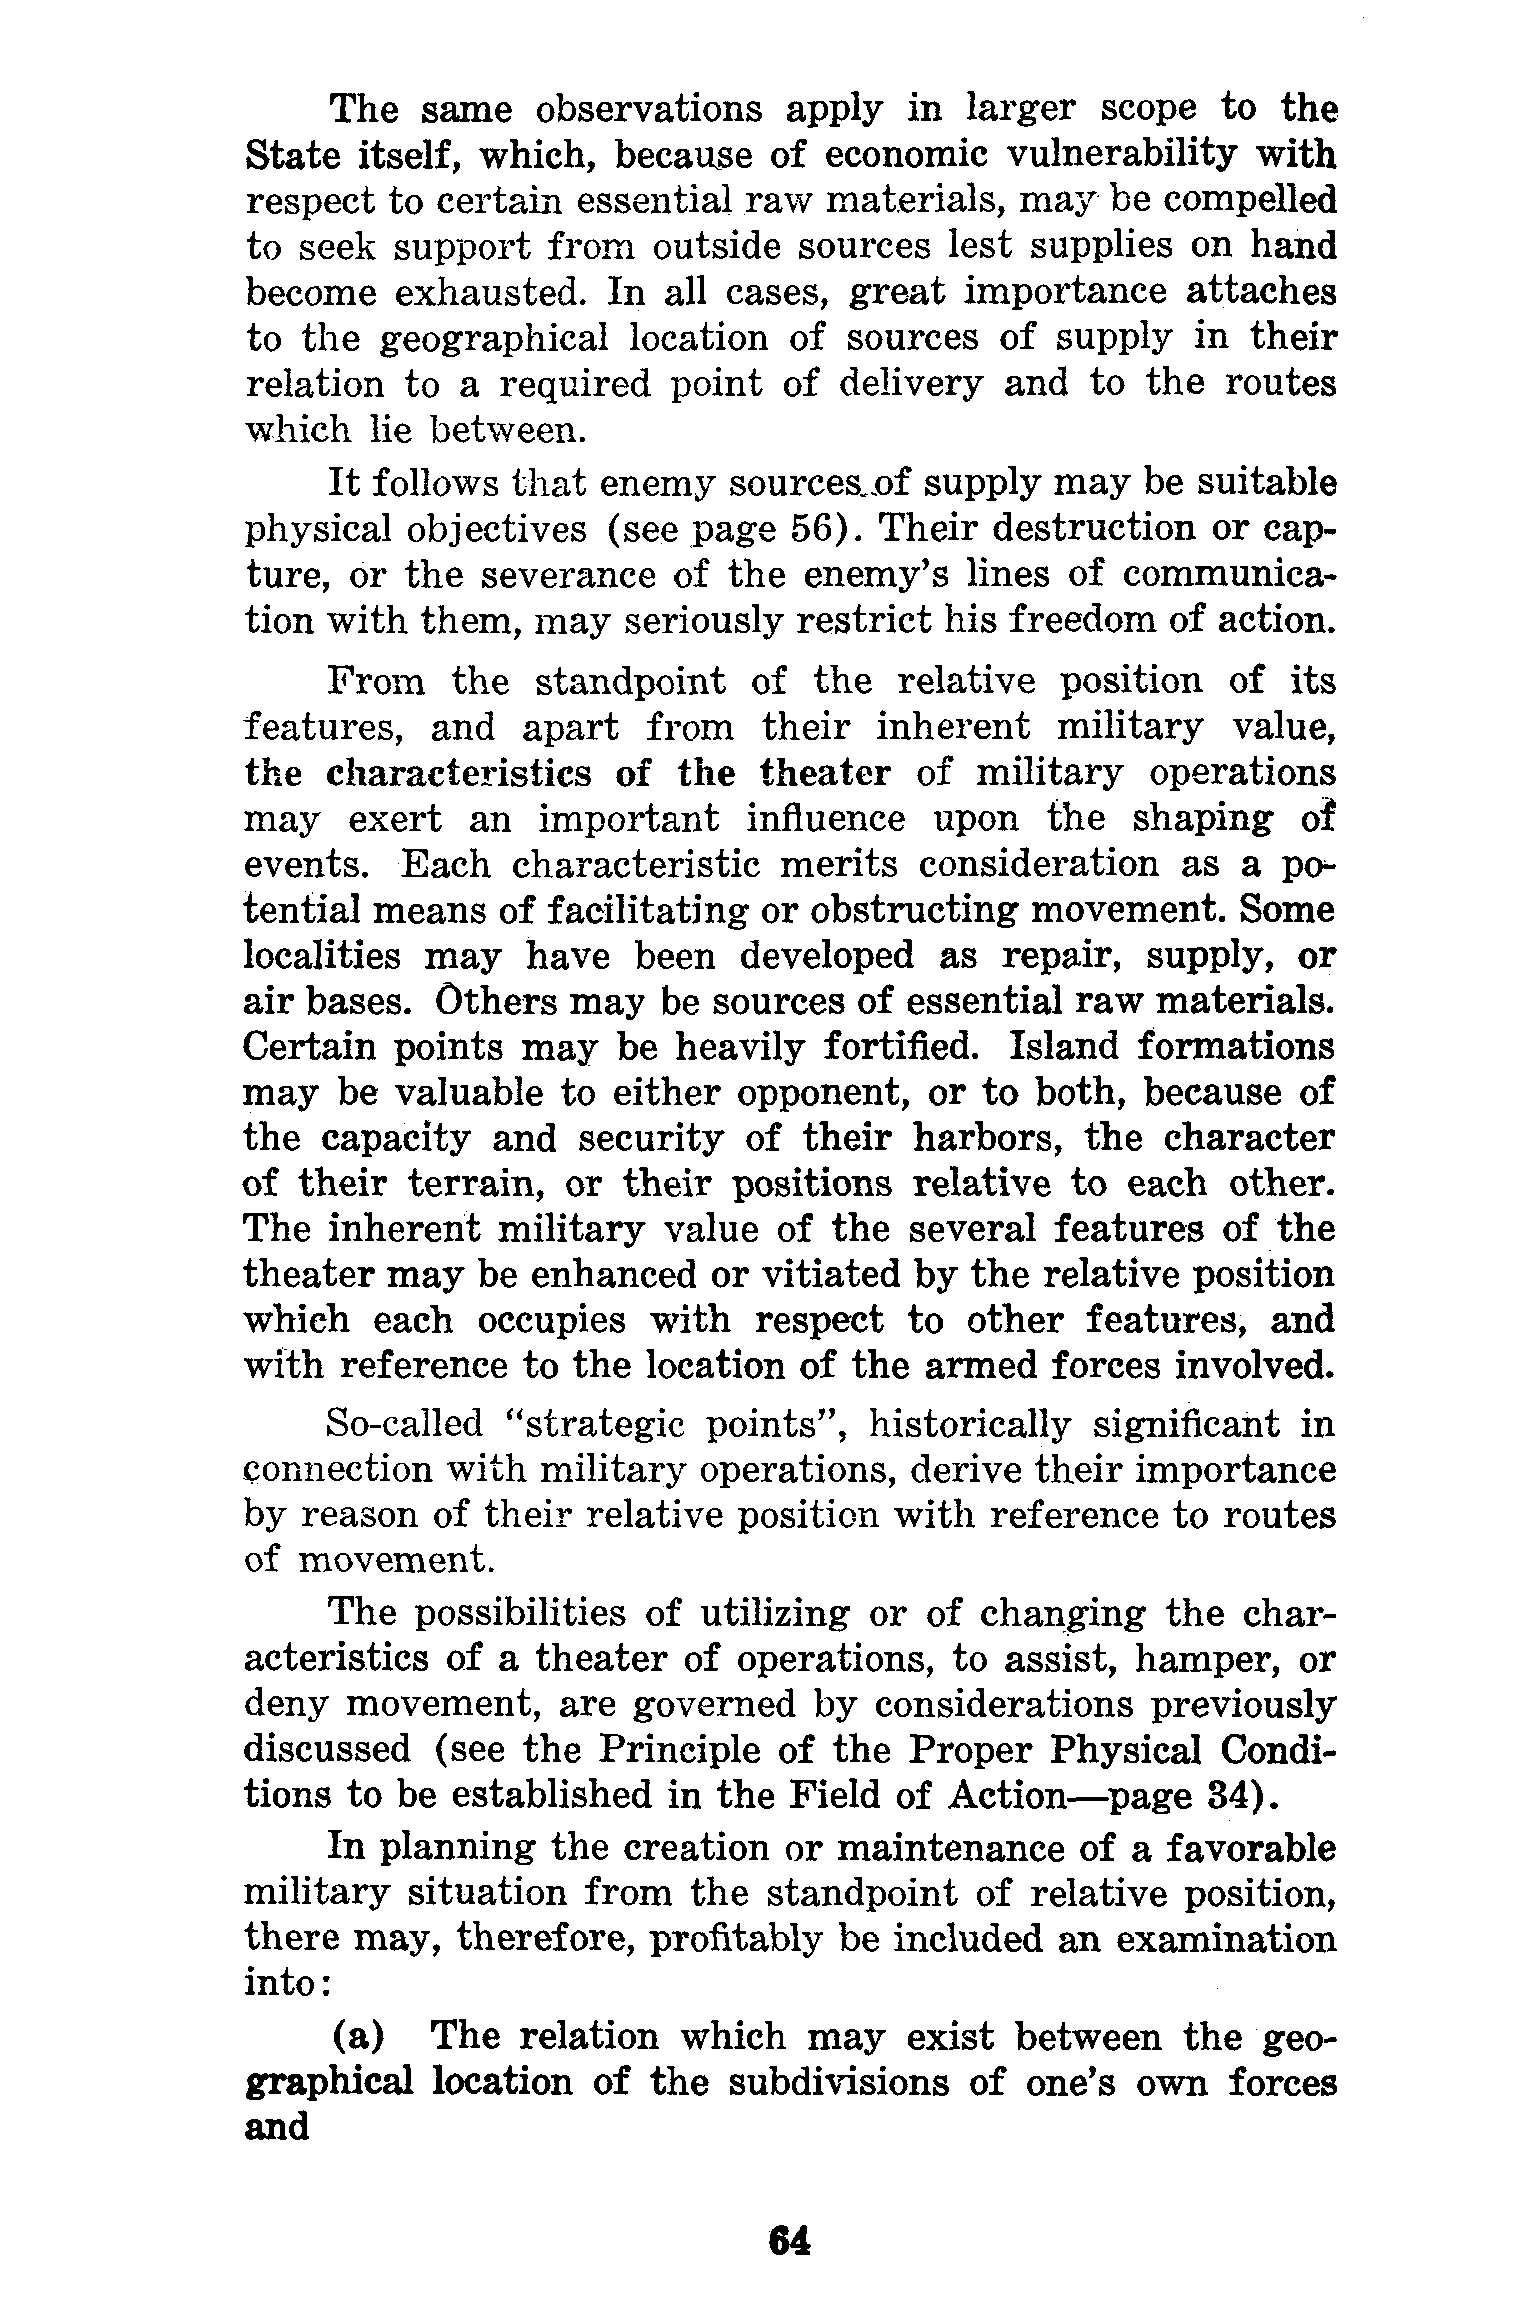 The same observations apply in larger scope to the
State itself, which, because of economic vulnerability with
respect to certain essential raw materials, may be compelled
to seek support from outside sources lest supplies on hand
become exhausted. In all cases, great importance attaches
to the geographical location of sources of supply in their
relation to a required point of delivery and to the routes
which lie between.
It follows that enemy sources of supply may be suitable
physical objectives (see page 56). Their destruction or cap-
ture, or the severance of the enemy's lines of communica-
tion with them, may seriously restrict his freedom of action.
From the standpoint of the relative position of its
features, and apart from their inherent military value,
the characteristics of the theater of military operations
may exert an important influence upon the shaping of
events. Each characteristic merits consideration as a po-
tential means of facilitating or obstructing movement. Some
localities may have been developed as repair, supply, or
air bases. Others may be sources of essential raw materials.
Certain points may be heavily fortified. Island formations
may be valuable to either opponent, or to both, because of
the capacity and security of their harbors, the character
of their terrain, or their positions relative to each other.
The inherent military value of the several features of the
theater may be enhanced or vitiated by the relative position
which each occupies with respect to other features, and
with reference to the location of the armed forces involved.
So-called "strategic points", historically significant in
connection with military operations, derive their importance
by reason of their relative position with reference to routes
of movement.
The possibilities of utilizing or of changing the char-
acteristics of a theater of operations, to assist, hamper, or
deny movement, are governed by considerations previously
discussed (see the Principle of the Proper Physical Condi-
tions to be established in the Field of Action—page 34).
In planning the creation or maintenance of a favorable
military situation from the standpoint of relative position,
there may, therefore, profitably be included an examination
into:
(a) The relation which may exist between the geo-
graphical location of the subdivisions of one's own forces
and
64